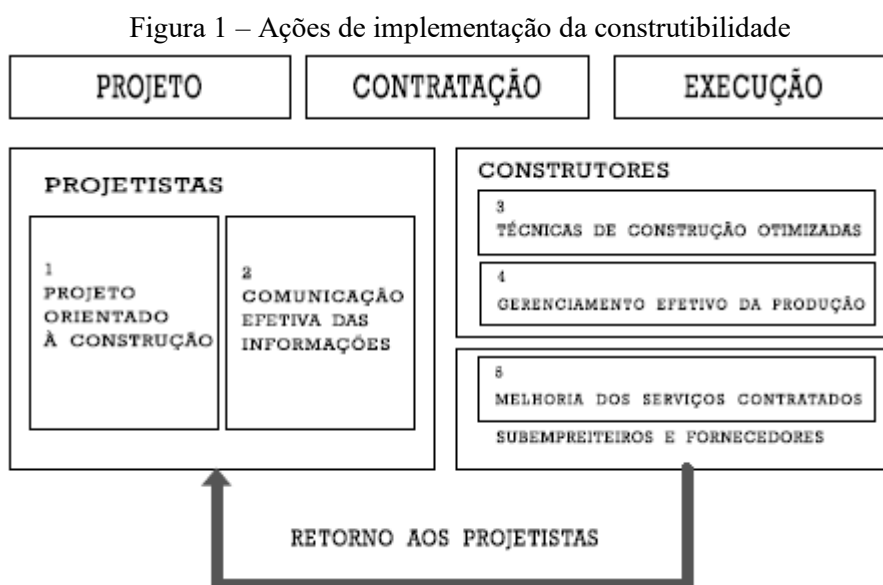 Figura 1 – Ações de implementação da construtibilidade
PROJETO
CONTRATAÇÃO
EXECUÇÃO
PROJETISTAS
1
PROJETO
ORIENTADO
À CONSTRUÇÃO
2
COMUNICAÇÃO
EFETIVA DAS
INFORMAÇÕES
CONSTRUTORES
3
TÉCNICAS DE CONSTRUÇÃO OTIMIZADAS
4
GERENCIAMENTO EFETIVO DA PRODUÇÃO
5
MELHORIA DOS SERVIÇOS CONTRATADOS
SUBEMPREITEIROS E FORNECEDORES
RETORNO AOS PROJETISTAS